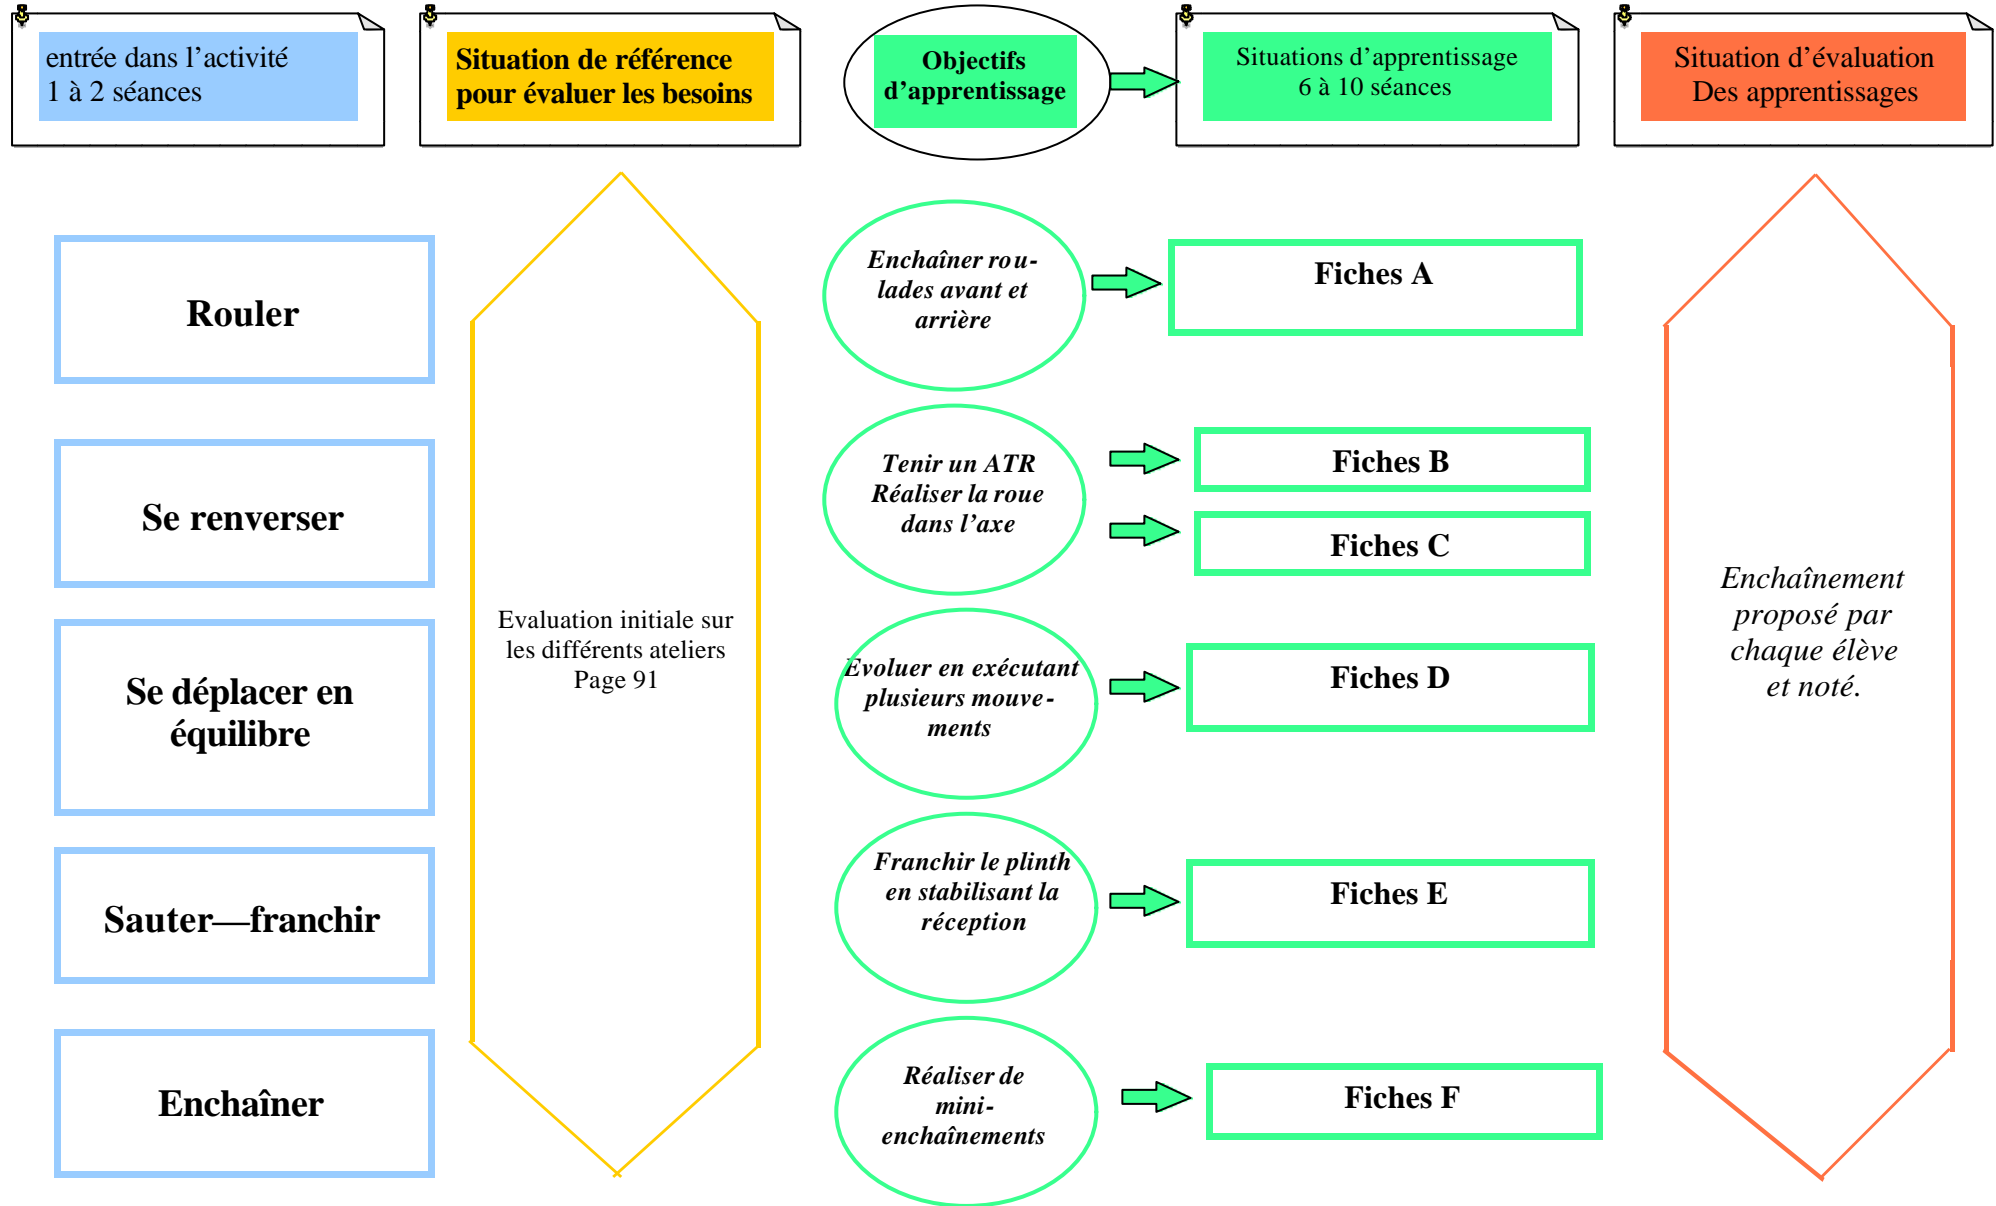 entrée dans l’activité
1 à 2 séances
Situation de référence
pour évaluer les besoins
Objectifs
d’apprentissage
Situations d’apprentissage
6 à 10 séances
Situation d’évaluation
Des apprentissages
Rouler
Se renverser
Se déplacer en
équilibre
Sauter—franchir
Enchaîner
Evaluation initiale sur
les différents ateliers
Page 91
Enchaîner rou-
lades avant et
arrière
Fiches A
Tenir un ATR
Réaliser la roue
dans l’axe
Fiches B
Fiches C
Evoluer en exécutant
plusieurs mouve-
ments
Fiches D
Franchir le plinth
en stabilisant la
réception
Fiches E
Réaliser de
mini-
enchaînements
Fiches F
Enchaînement
proposé par
chaque élève
et noté.